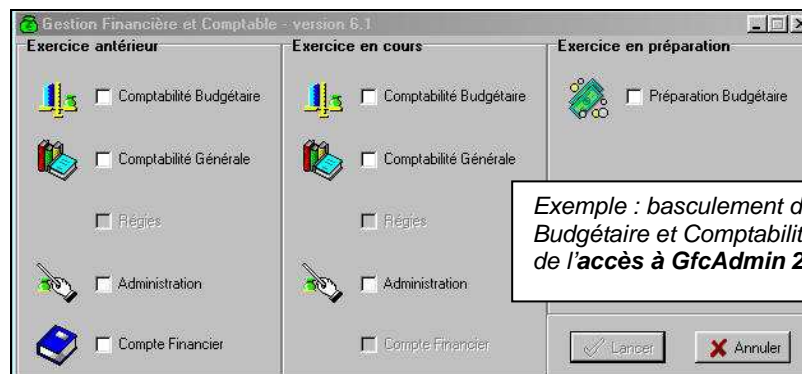 Gestion Financière et Comptable - version 6.1
Exercice antérieur
Comptabilité Budgétaire
Comptabilité Générale
Régies
Administration
Compte Financier
Exercice en cours
Comptabilité Budgétaire
Comptabilité Générale
Régies
Administration
Compte Financier
Exercice en préparation
Préparation Budgétaire
Exemple : basculement d
Budgétaire et Comptabilit
de l'accès à GfcAdmin 2
Lancer
Annuler